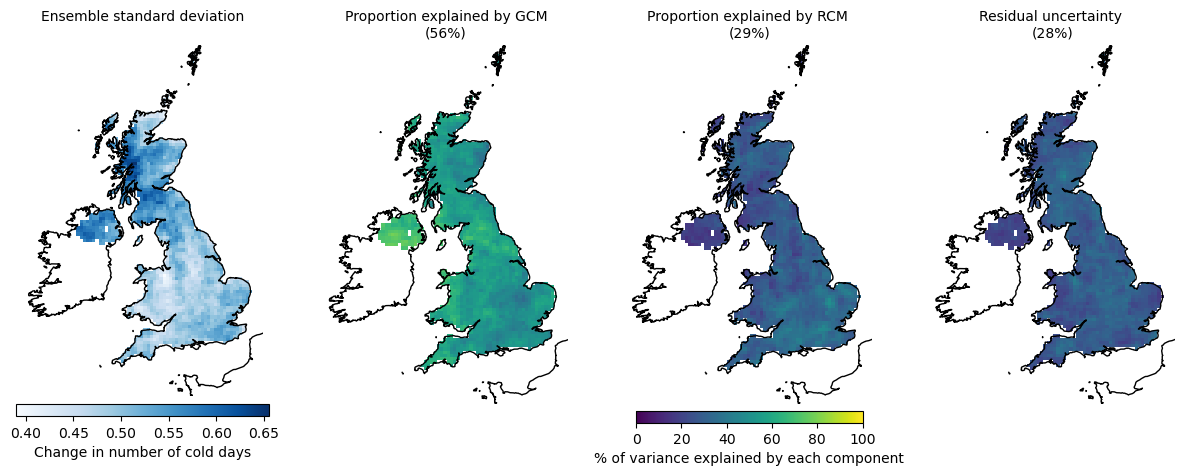 Ensemble standard deviation
Proportion explained by GCM
(56%)
Proportion explained by RCM
(29%)
Residual uncertainty
(28%)
0.40 0.45 0.50 0.55 0.60 0.65
Change in number of cold days
0 20 40 60 80 100
% of variance explained by each component